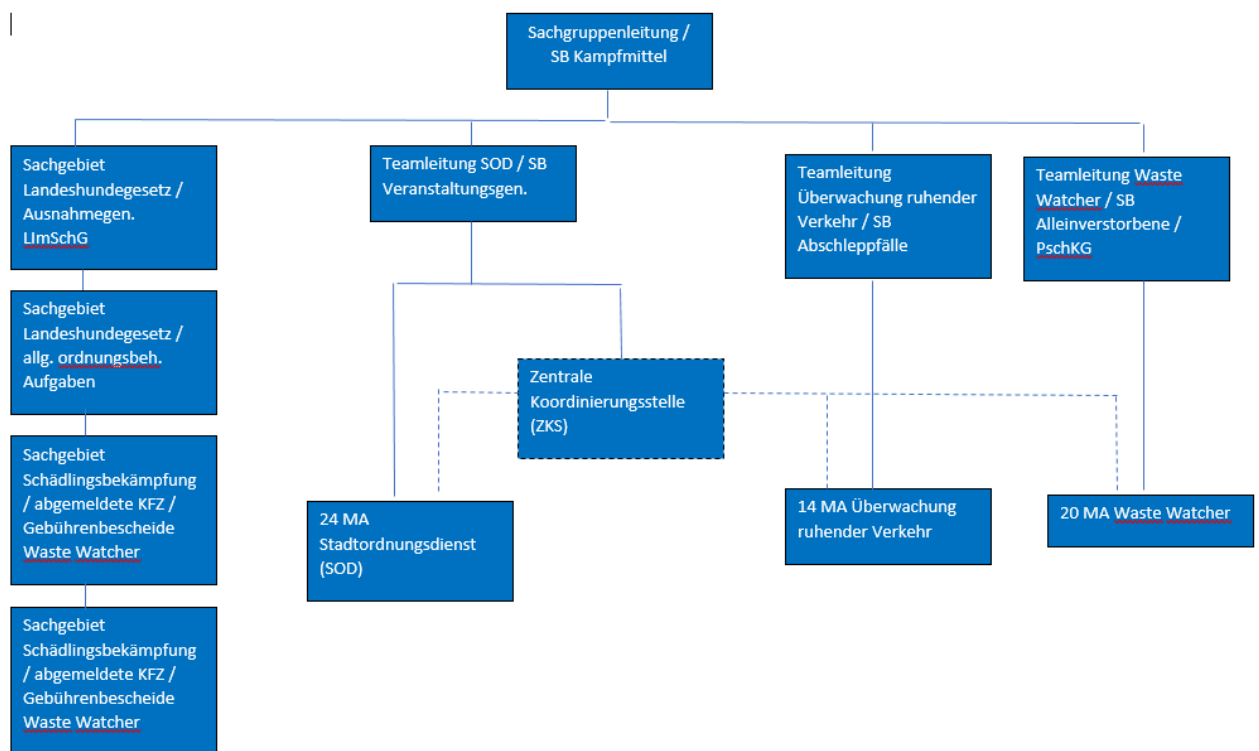 Sachgruppenleitung /
SB Kampfmittel
Sachgebiet
Landeshundegesetz /
Ausnahmegen.
LImSchG
Teamleitung SOD / SB
Veranstaltungsgen.
Teamleitung
Überwachung ruhender
Verkehr / SB
Abschleppfälle
Teamleitung Waste
Watcher / SB
Alleinverstorbene /
PschKG
Sachgebiet
Landeshundegesetz /
allg. ordnungsbeh.
Aufgaben
Zentrale
Koordinierungsstelle
(ZKS)
Sachgebiet
Schädlingsbekämpfung
/ abgemeldete KFZ /
Gebührenbescheide
Waste Watcher
24 MA
Stadtordnungsdienst
(SOD)
14 MA Überwachung
ruhender Verkehr
20 MA Waste Watcher
Sachgebiet
Schädlingsbekämpfung
/ abgemeldete KFZ /
Gebührenbescheide
Waste Watcher